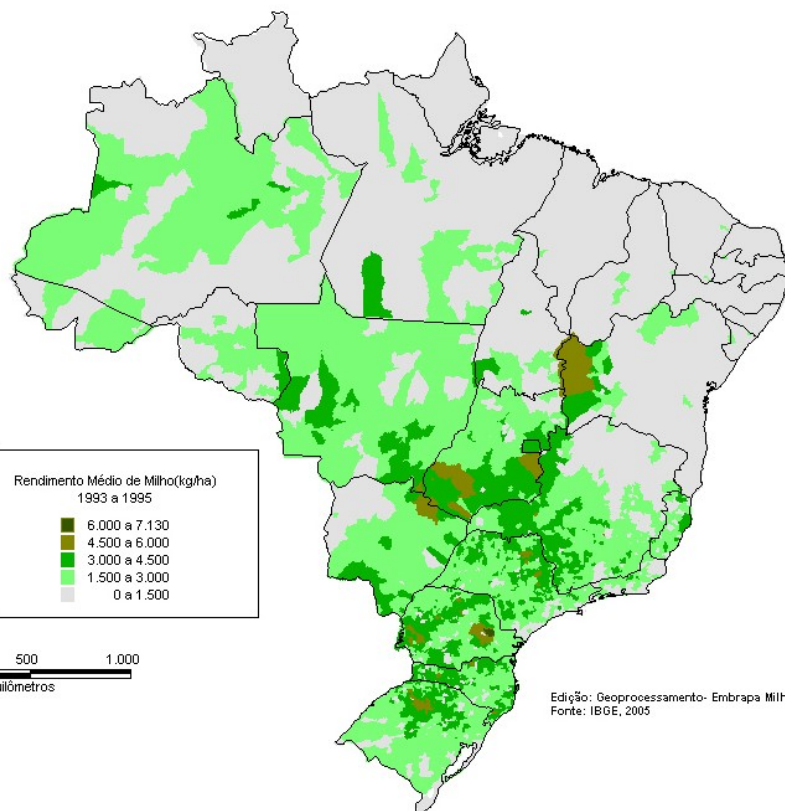 Rendimento Médio de Milho(kg/ha)
1993 a 1995
6.000 a 7.130
4.500 a 6.000
3.000 a 4.500
1.500 a 3.000
0 a 1.500
500 1.000
Edição: Geoprocessamento- Embrapa
Fonte: IBGE, 2005